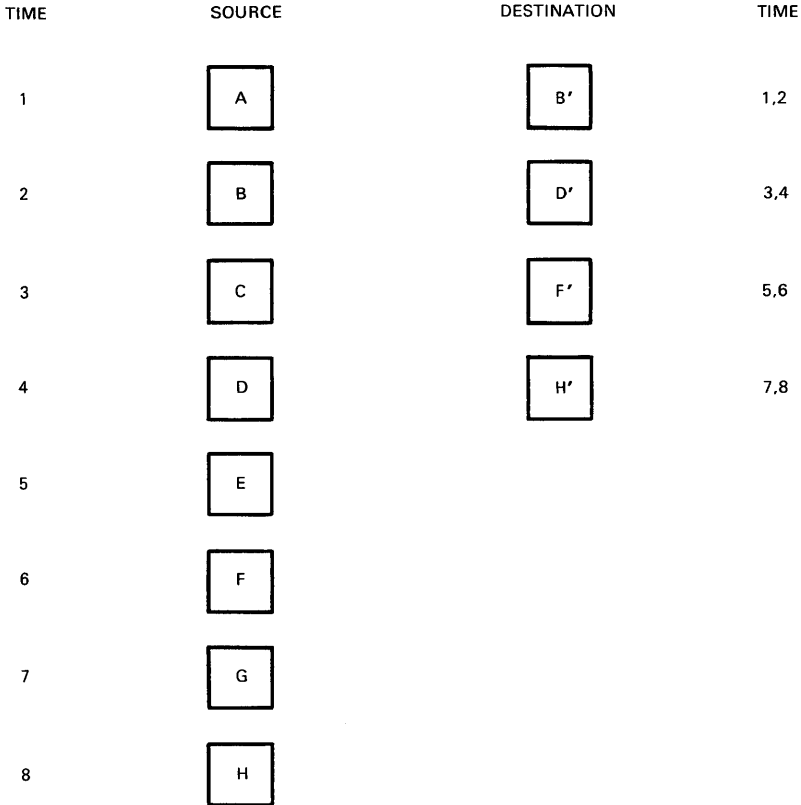 TIME SOURCE DESTINATION TIME
1 A B′ 1,2
2 B D′ 3,4
3 C F′ 5,6
4 D H′ 7,8
5 E
6 F
7 G
8 H